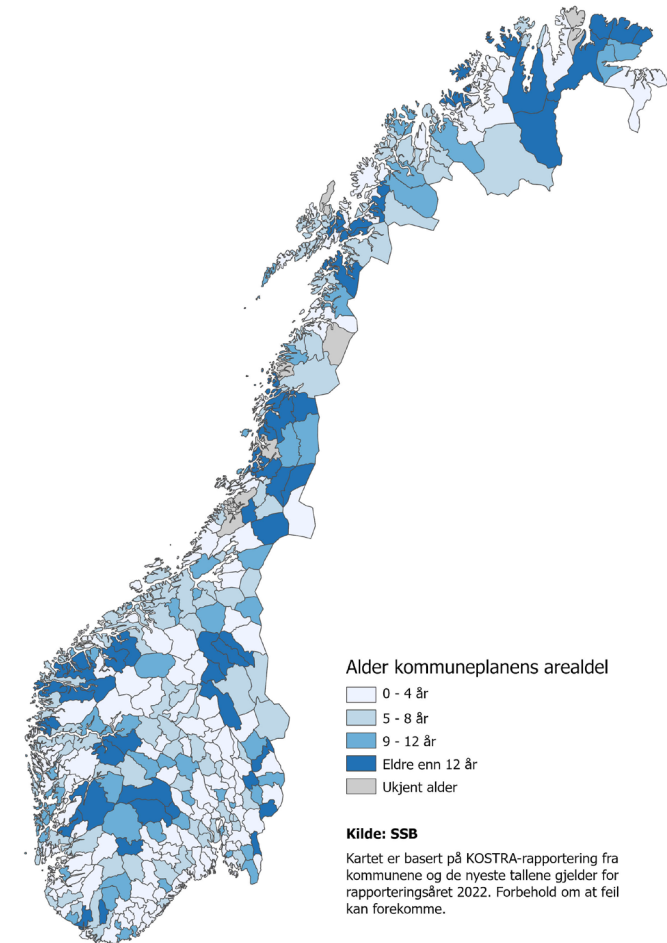 Alder kommuneplanens arealdel
0 - 4 år
5 - 8 år
9 - 12 år
Eldre enn 12 år
Ukjent alder
Kilde: SSB
Kartet er basert på KOSTRA-rapportering fra
kommunene og de nyeste tallene gjelder for
rapporteringsåret 2022. Forbehold om at feil
kan forekomme.